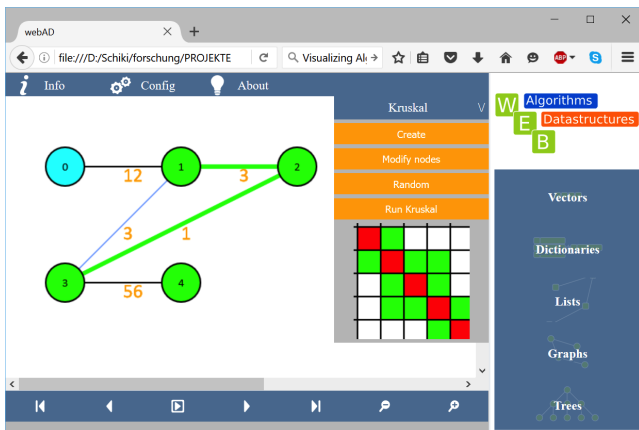 webAD
file:///D:/Schiki/forschung/PROJEKTE
Visualizing Al
ABP
S
Info
Config
About
Kruskal
V
Create
Modify nodes
Random
Run Kruskal
0
12
1
3
2
3
1
3
56
4
W Algorithms
E Datastructures
B
Vectors
Dictionaries
Lists
Graphs
Trees